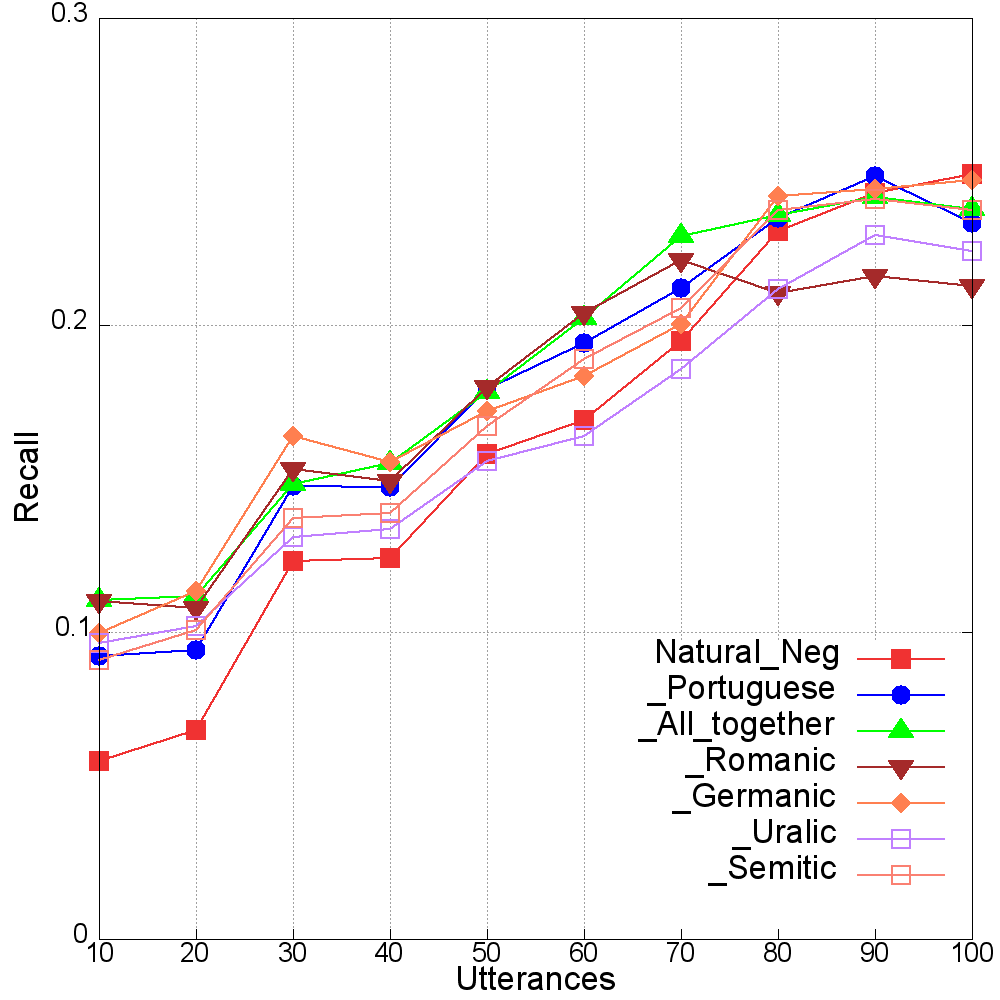 0.3
0.2
0.1
0
Recall
Natural_Neg
_Portuguese
_All_together
_Romanic
_Germanic
_Uralic
_Semitic
10 20 30 40 50 60 70 80 90 100
Utterances